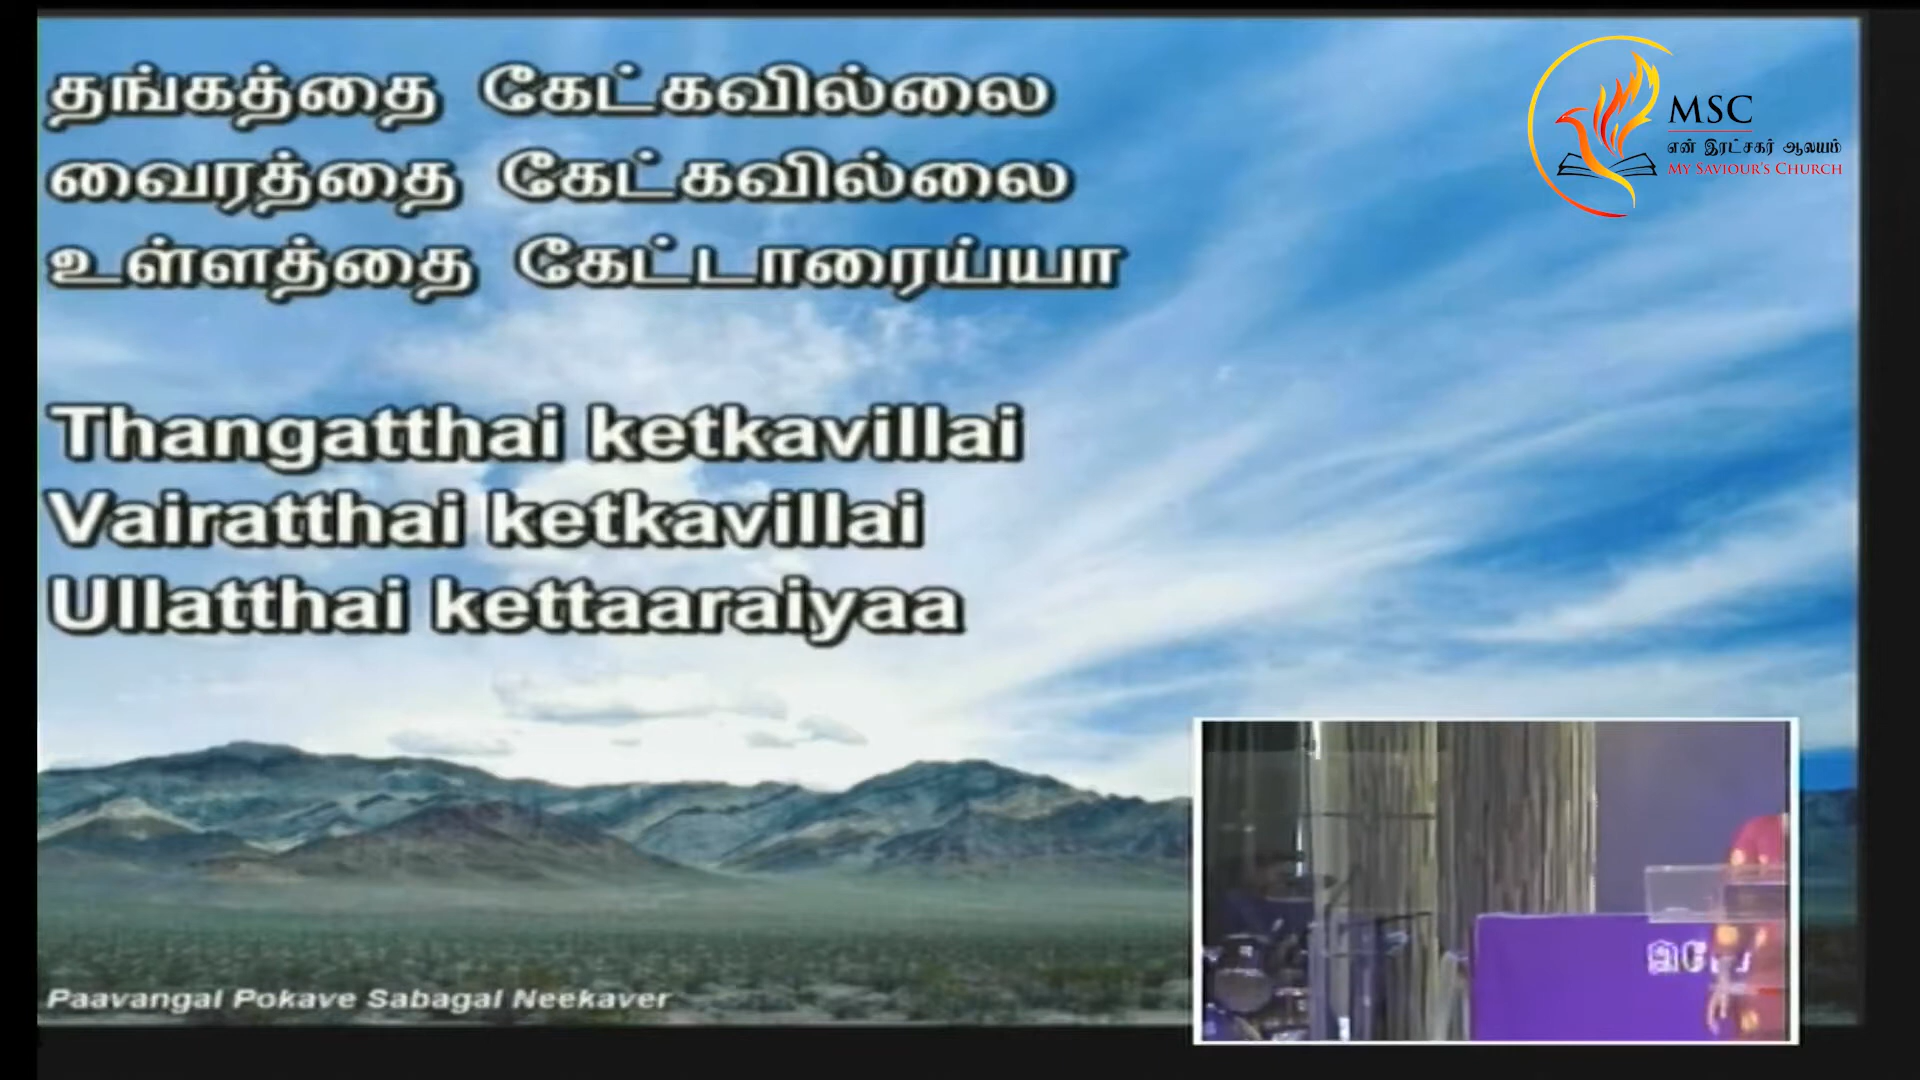 தங்கத்தை கேட்கவில்லை
வைரத்தை கேட்கவில்லை
உள்ளத்தை கேட்டாரைய்யா
Thangatthai ketkavillai
Vairatthai ketkavillai
Ullatthai kettaaraiyaa
Paavangal Pokave Sabagal Neekaver
MSC
என் இரட்சகர் ஆலயம்
MY SAVIOUR'S CHURCH